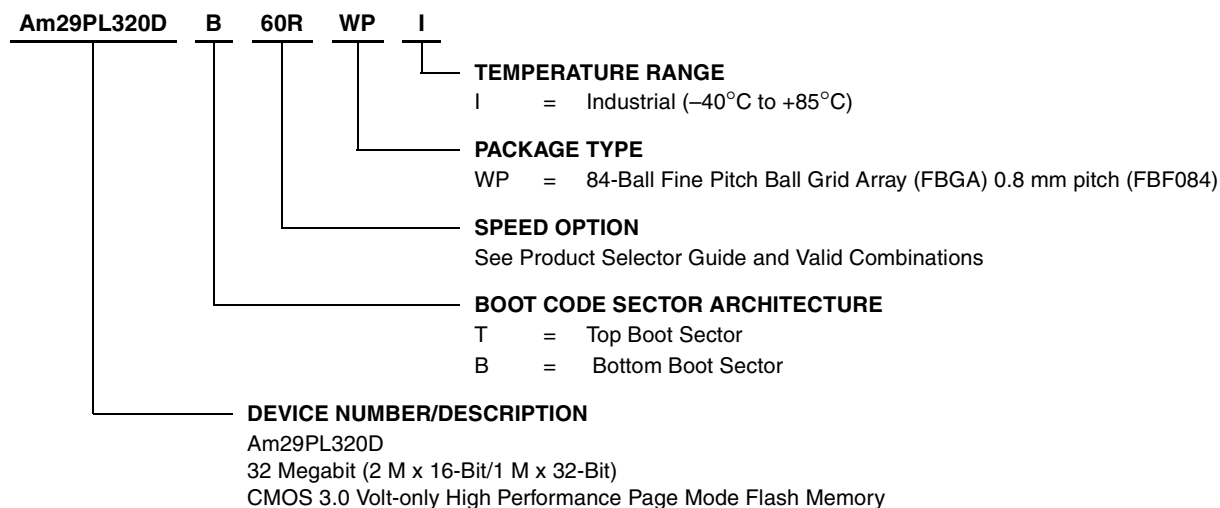 Am29PL320D B 60R WP I
TEMPERATURE RANGE
I = Industrial (–40°C to +85°C)
PACKAGE TYPE
WP = 84-Ball Fine Pitch Ball Grid Array (FBGA) 0.8 mm pitch (FBF084)
SPEED OPTION
See Product Selector Guide and Valid Combinations
BOOT CODE SECTOR ARCHITECTURE
T = Top Boot Sector
B = Bottom Boot Sector
DEVICE NUMBER/DESCRIPTION
Am29PL320D
32 Megabit (2 M x 16-Bit/1 M x 32-Bit)
CMOS 3.0 Volt-only High Performance Page Mode Flash Memory